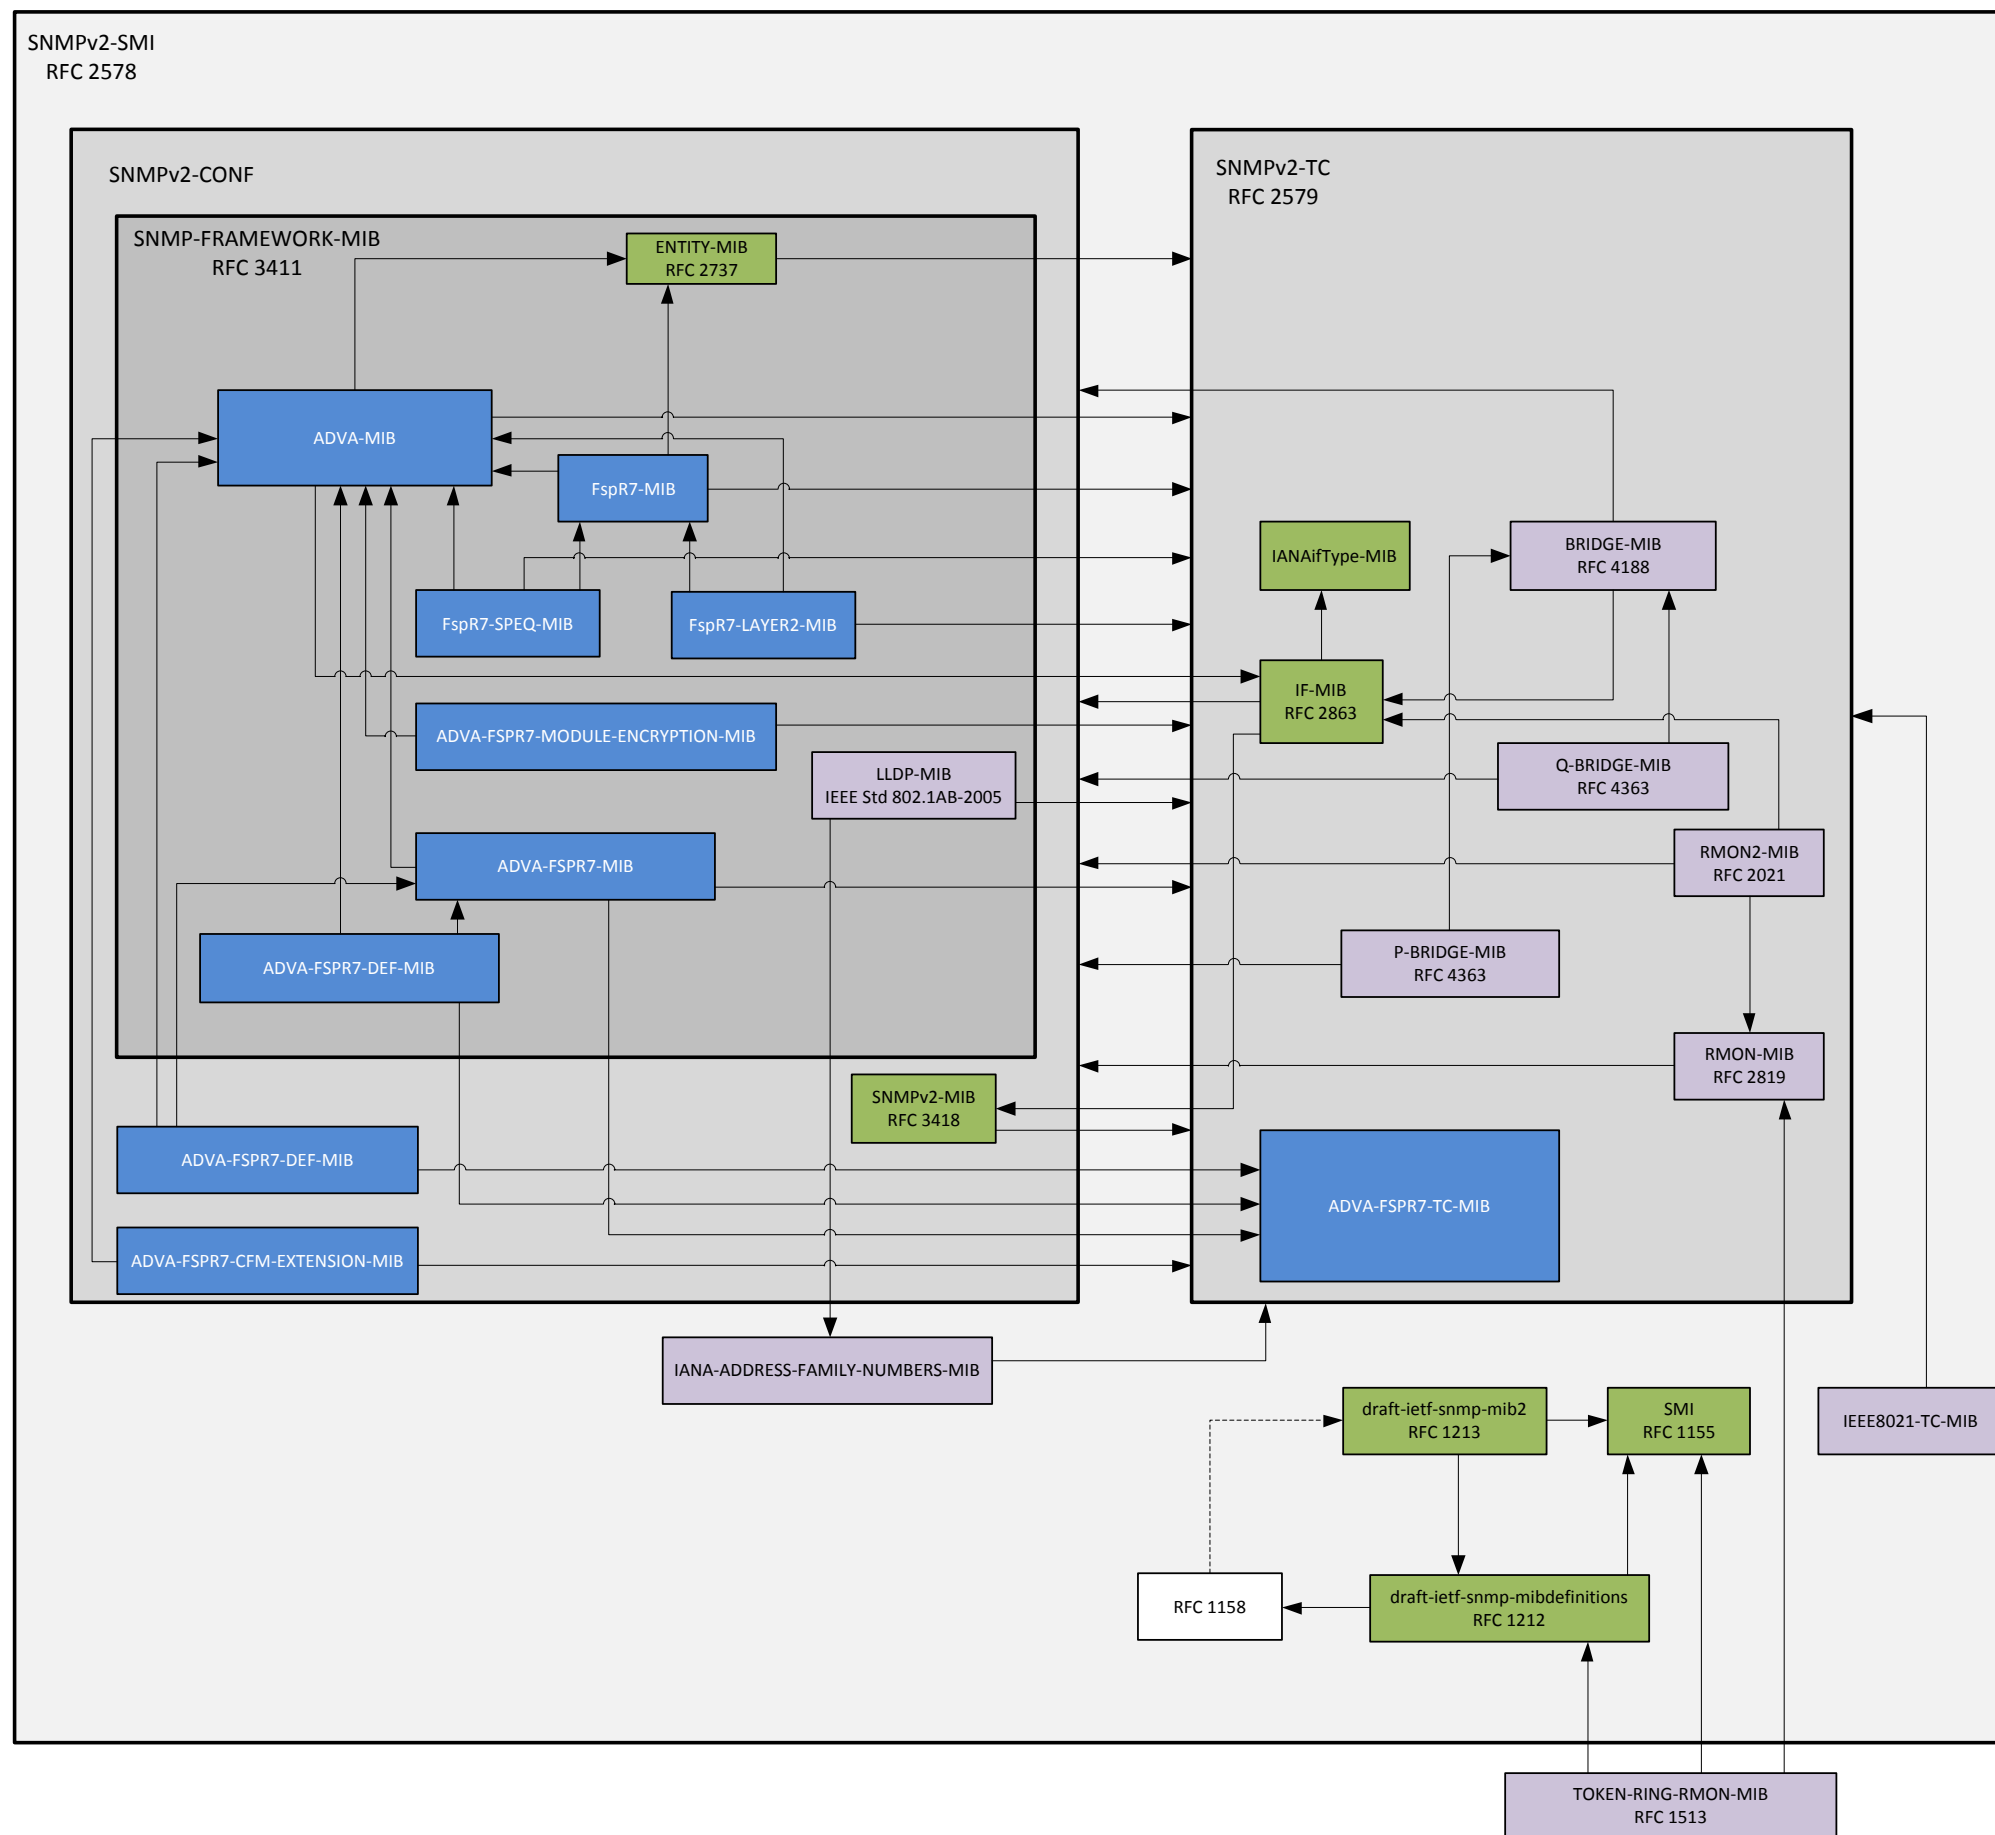 SNMPv2-SMI
RFC 2578
SNMPv2-CONF
SNMP-FRAMEWORK-MIB
RFC 3411
ENTITY-MIB
RFC 2737
ADVA-MIB
FspR7-MIB
FspR7-SPEQ-MIB
FspR7-LAYER2-MIB
ADVA-FSPR7-MODULE-ENCRYPTION-MIB
LLDP-MIB
IEEE Std 802.1AB-2005
ADVA-FSPR7-MIB
ADVA-FSPR7-DEF-MIB
SNMPv2-MIB
RFC 3418
ADVA-FSPR7-DEF-MIB
ADVA-FSPR7-CFM-EXTENSION-MIB
SNMPv2-TC
RFC 2579
IANAifType-MIB
BRIDGE-MIB
RFC 4188
IF-MIB
RFC 2863
Q-BRIDGE-MIB
RFC 4363
RMON2-MIB
RFC 2021
P-BRIDGE-MIB
RFC 4363
RMON-MIB
RFC 2819
ADVA-FSPR7-TC-MIB
IANA-ADDRESS-FAMILY-NUMBERS-MIB
draft-ietf-snmp-mib2
RFC 1213
SMI
RFC 1155
IEEE8021-TC-MIB
RFC 1158
draft-ietf-snmp-mibdefinitions
RFC 1212
TOKEN-RING-RMON-MIB
RFC 1513